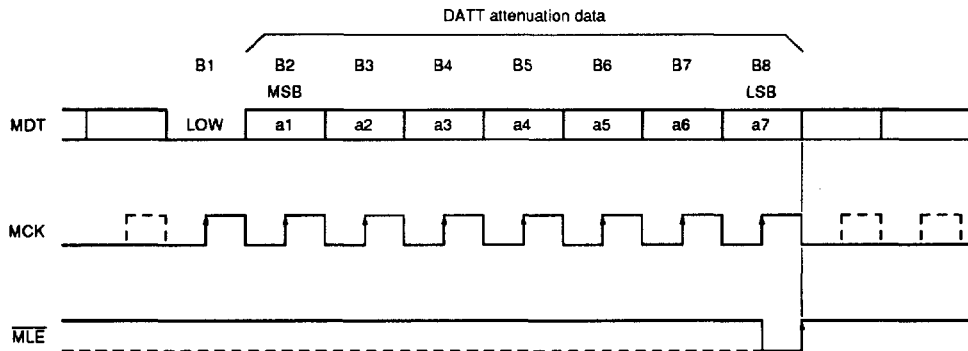 DATT attenuation data
B1 B2 B3 B4 B5 B6 B7 B8
MSB LSB
MDT LOW a1 a2 a3 a4 a5 a6 a7
MCK
MLE